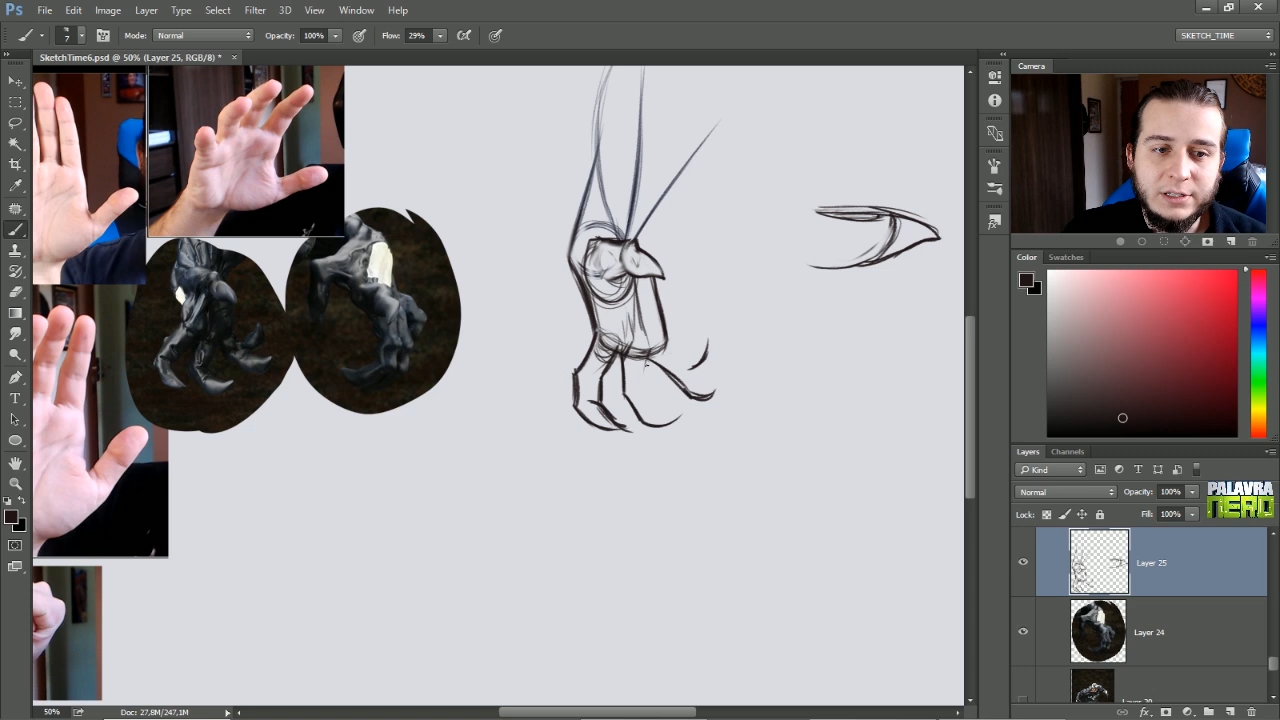 Ps File Edit Image Layer Type Select Filter 3D View Window Help
7 Mode: Normal Opacity: 100% Flow: 29% SKETCH_TIME
SketchTime6.psd @ 50% (Layer 25, RGB/8) * ×
Camera
Color Swatches
Layers Channels
Kind
Normal Opacity: 100%
Lock: Fill: 100%
PALAVRA
NERD
Layer 25
Layer 24
50% Doc: 27,8M/247,1M